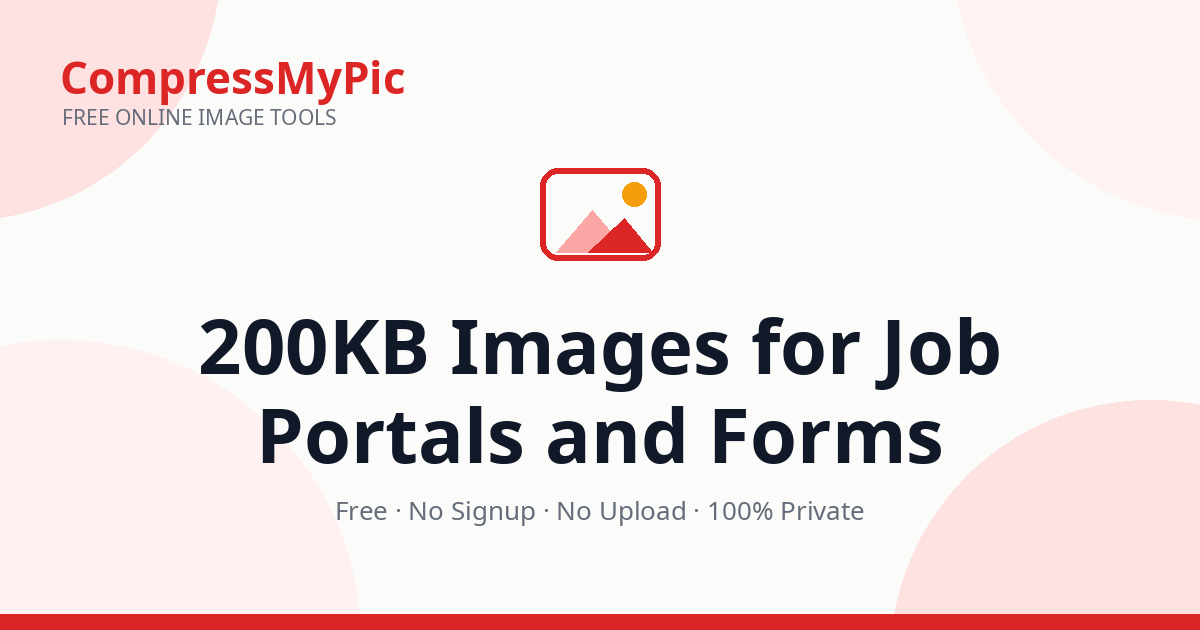 CompressMyPic
FREE ONLINE IMAGE TOOLS
200KB Images for Job
Portals and Forms
Free · No Signup · No Upload · 100% Private